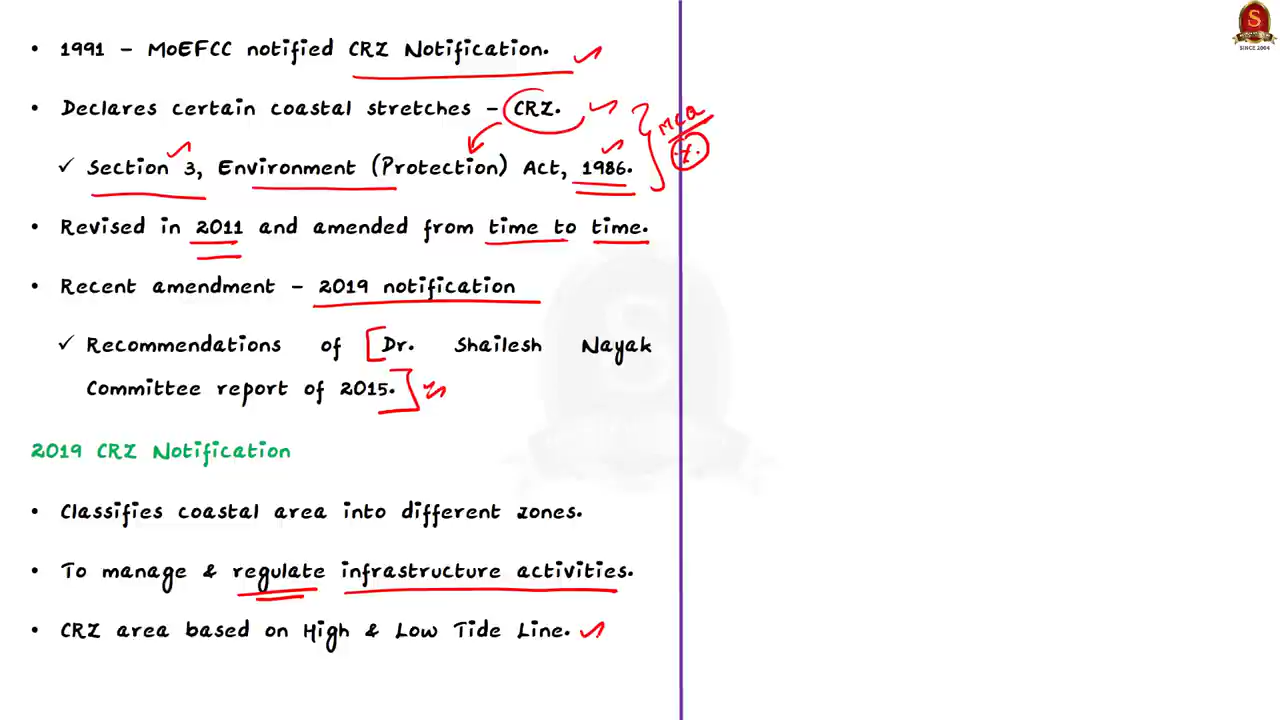 • 1991 - MoEFCC notified CRZ Notification.
• Declares certain coastal stretches - CRZ.
✓ Section 3, Environment (Protection) Act, 1986.
MCQ
• Revised in 2011 and amended from time to time.
• Recent amendment - 2019 notification
✓ Recommendations of [Dr. Shailesh Nayak
Committee report of 2015.]
2019 CRZ Notification
• Classifies coastal area into different zones.
• To manage & regulate infrastructure activities.
• CRZ area based on High & Low Tide Line.
S
SINCE 2004